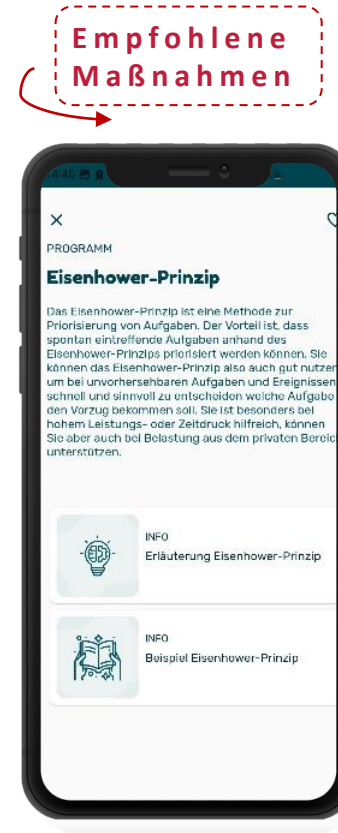 Empfohlene
Maßnahmen
14:45
PROGRAMM
Eisenhower-Prinzip
Das Eisenhower-Prinzip ist eine Methode zur
Priorisierung von Aufgaben. Der Vorteil ist, dass
spontan eintreffende Aufgaben anhand des
Eisenhower-Prinzips priorisiert werden können. Sie
können das Eisenhower-Prinzip also auch gut nutzen
um bei unvorhersehbaren Aufgaben und Ereignissen
schnell und sinnvoll zu entscheiden welche Aufgabe
den Vorzug bekommen soll. Sie ist besonders bei
hohem Leistungs- oder Zeitdruck hilfreich, können
Sie aber auch bei Belastung aus dem privaten Bereic
unterstützen.
INFO
Erläuterung Eisenhower-Prinzip
INFO
Beispiel Eisenhower-Prinzip